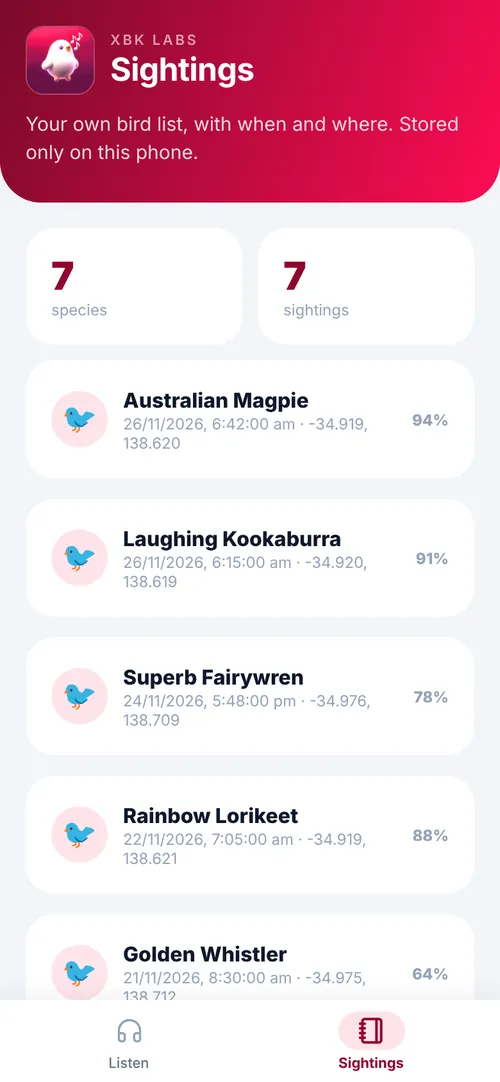 XBK LABS
Sightings
Your own bird list, with when and where. Stored
only on this phone.
7
species
7
sightings
Australian Magpie
26/11/2026, 6:42:00 am · -34.919,
138.620
94%
Laughing Kookaburra
26/11/2026, 6:15:00 am · -34.920,
138.619
91%
Superb Fairywren
24/11/2026, 5:48:00 pm · -34.976,
138.709
78%
Rainbow Lorikeet
22/11/2026, 7:05:00 am · -34.919,
138.621
88%
Golden Whistler
21/11/2026, 8:30:00 am · -34.975,
138.712
64%
Listen
Sightings